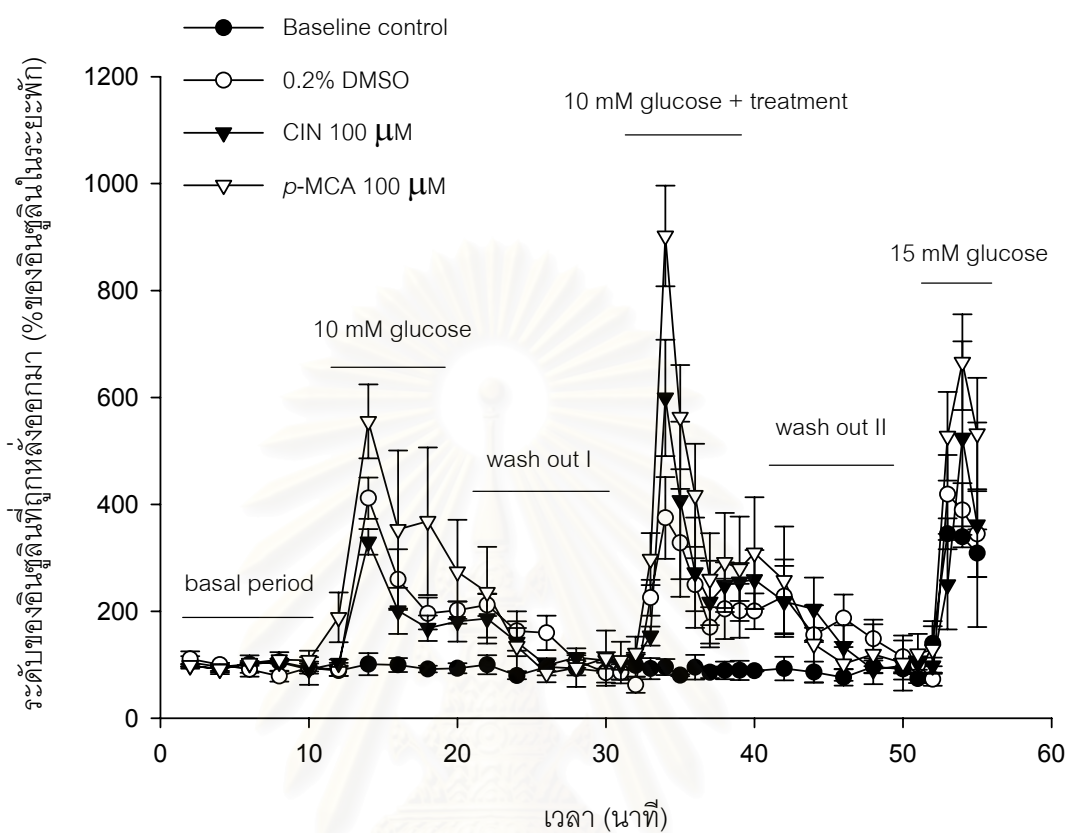 Baseline control
0.2% DMSO
CIN 100 μM
p-MCA 100 μM
ระดับของอินซูลินที่ถูกหลั่งออกมา (%ของอินซูลินในระยะพัก)
1200
1000
800
600
400
200
0
10 mM glucose + treatment
15 mM glucose
10 mM glucose
wash out II
wash out I
basal period
0 10 20 30 40 50 60
เวลา (นาที)